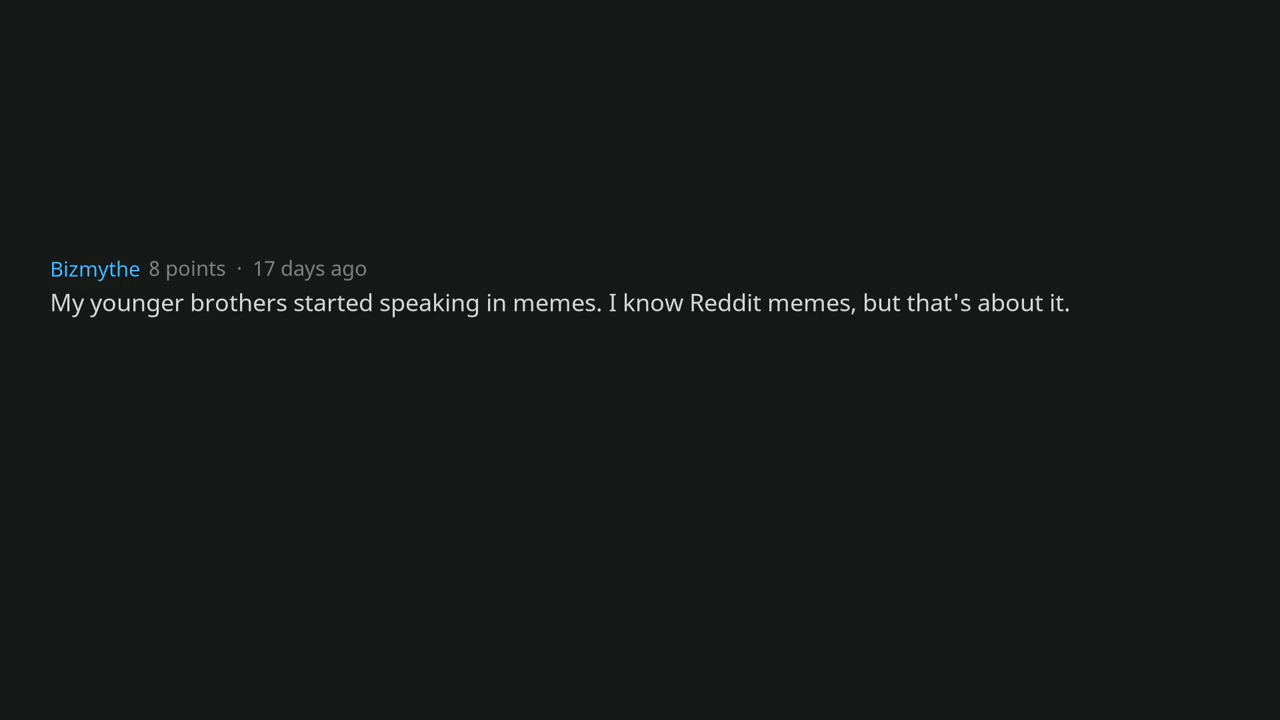 Bizmythe 8 points · 17 days ago
My younger brothers started speaking in memes. I know Reddit memes, but that's about it.